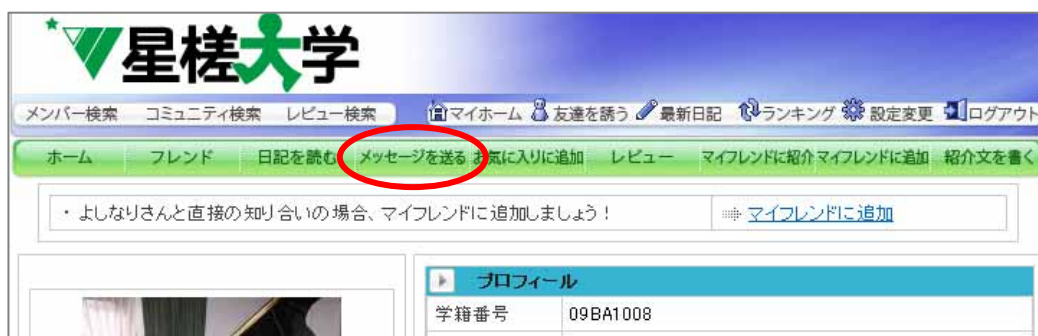 星槎大学
メンバー検索 コミュニティ検索 レビュー検索 マイホーム 友達を誘う 最新日記 ランキング 設定変更 ログアウト
ホーム フレンド 日記を読む メッセージを送る お気に入りに追加 レビュー マイフレンドに紹介 マイフレンドに追加 紹介文を書く
・よしなりさんと直接の知り合いの場合、マイフレンドに追加しましょう! マイフレンドに追加
プロフィール
学籍番号 09BA1008